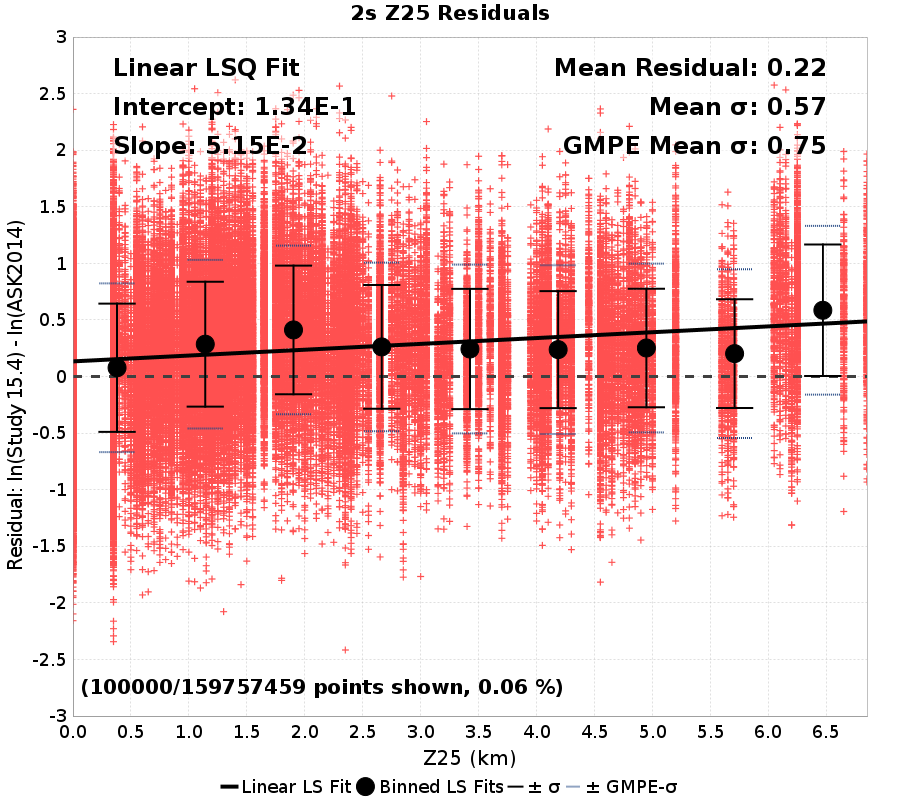 2s Z25 Residuals
Linear LSQ Fit
Intercept: 1.34E-1
Slope: 5.15E-2
Mean Residual: 0.22
Mean σ: 0.57
GMPE Mean σ: 0.75
Residual: ln(Study 15.4) - ln(ASK2014)
3
2.5
2
1.5
1
0.5
0
-0.5
-1
-1.5
-2
-2.5
-3
(100000/159757459 points shown, 0.06 %)
0.0 0.5 1.0 1.5 2.0 2.5 3.0 3.5 4.0 4.5 5.0 5.5 6.0 6.5
Z25 (km)
Linear LS Fit Binned LS Fits ± σ ± GMPE-σ